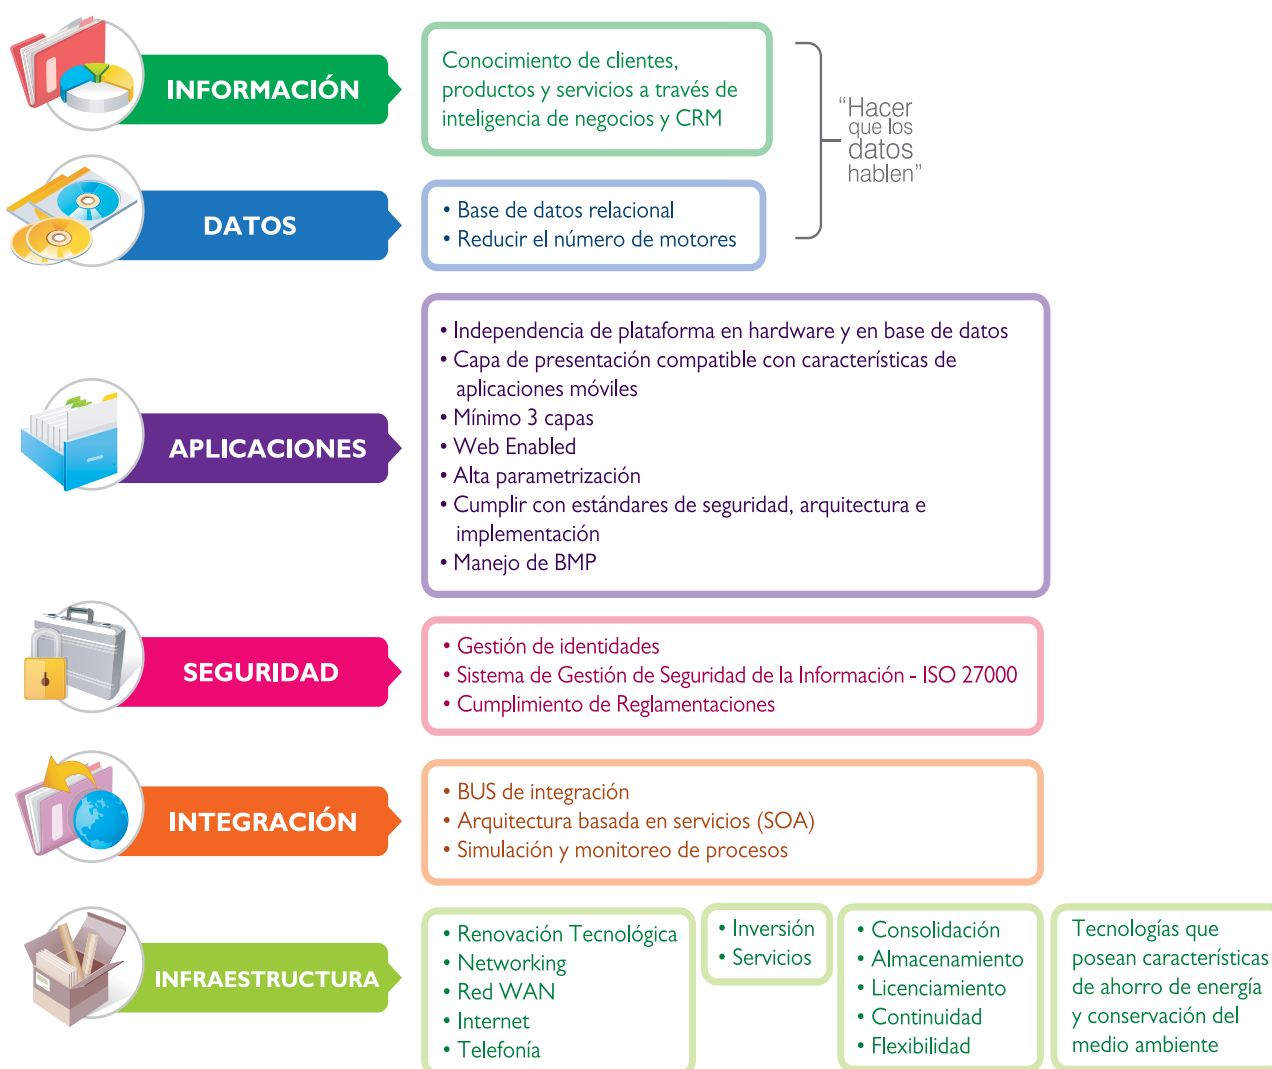 INFORMACIÓN
Conocimiento de clientes,
productos y servicios a través de
inteligencia de negocios y CRM
"Hacer
que los
datos
hablen"
DATOS
• Base de datos relacional
• Reducir el número de motores
APLICACIONES
• Independencia de plataforma en hardware y en base de datos
• Capa de presentación compatible con características de
aplicaciones móviles
• Mínimo 3 capas
• Web Enabled
• Alta parametrización
• Cumplir con estándares de seguridad, arquitectura e
implementación
• Manejo de BMP
SEGURIDAD
• Gestión de identidades
• Sistema de Gestión de Seguridad de la Información - ISO 27000
• Cumplimiento de Reglamentaciones
INTEGRACIÓN
• BUS de integración
• Arquitectura basada en servicios (SOA)
• Simulación y monitoreo de procesos
INFRAESTRUCTURA
• Renovación Tecnológica
• Networking
• Red WAN
• Internet
• Telefonía
• Inversión
• Servicios
• Consolidación
• Almacenamiento
• Licenciamiento
• Continuidad
• Flexibilidad
Tecnologías que
posean características
de ahorro de energía
y conservación del
medio ambiente